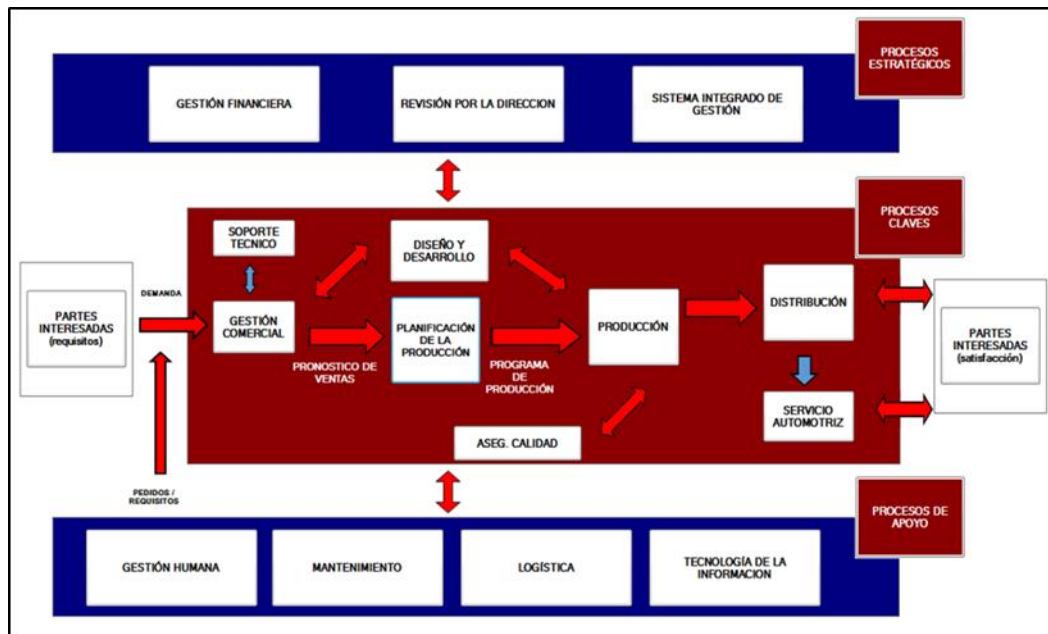 PROCESOS
ESTRATÉGICOS
GESTIÓN FINANCIERA
REVISIÓN POR LA DIRECCION
SISTEMA INTEGRADO DE
GESTIÓN
PROCESOS
CLAVES
SOPORTE
TECNICO
DISEÑO Y
DESARROLLO
PARTES
INTERESADAS
(requisitos)
DEMANDA
GESTIÓN
COMERCIAL
PRONOSTICO DE
VENTAS
PLANIFICACIÓN
DE LA
PRODUCCIÓN
PROGRAMA
DE
PRODUCCIÓN
PRODUCCIÓN
DISTRIBUCIÓN
PARTES
INTERESADAS
(satisfacción)
SERVICIO
AUTOMOTRIZ
ASEG. CALIDAD
PEDIDOS /
REQUISITOS
PROCESOS DE
APOYO
GESTIÓN HUMANA
MANTENIMIENTO
LOGÍSTICA
TECNOLOGÍA DE LA
INFORMACION